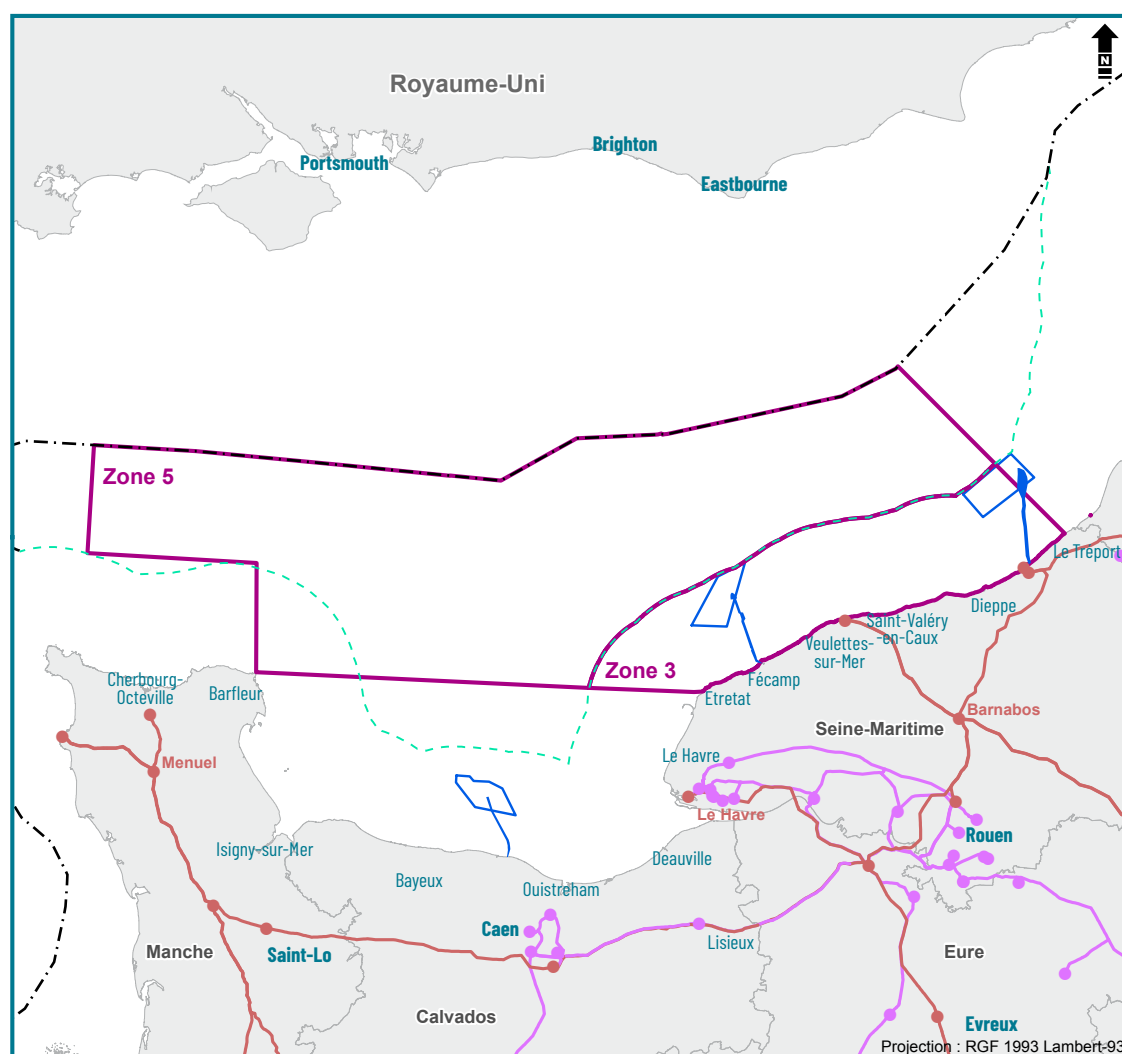 N
Royaume-Uni
Brighton
Portsmouth
Eastbourne
Zone 5
Le Tréport
Dieppe
Saint-Valéry
-en-Caux
Veulettes-
sur-Mer
Zone 3
Fécamp
Etretat
Cherbourg-
Octeville
Barfleur
Barnabos
Seine-Maritime
Le Havre
Menuel
Le Havre
Rouen
Isigny-sur-Mer
Deauville
Bayeux
Ouistreham
Caen
Lisieux
Manche
Saint-Lo
Eure
Calvados
Evreux
Projection : RGF 1993 Lambert-93